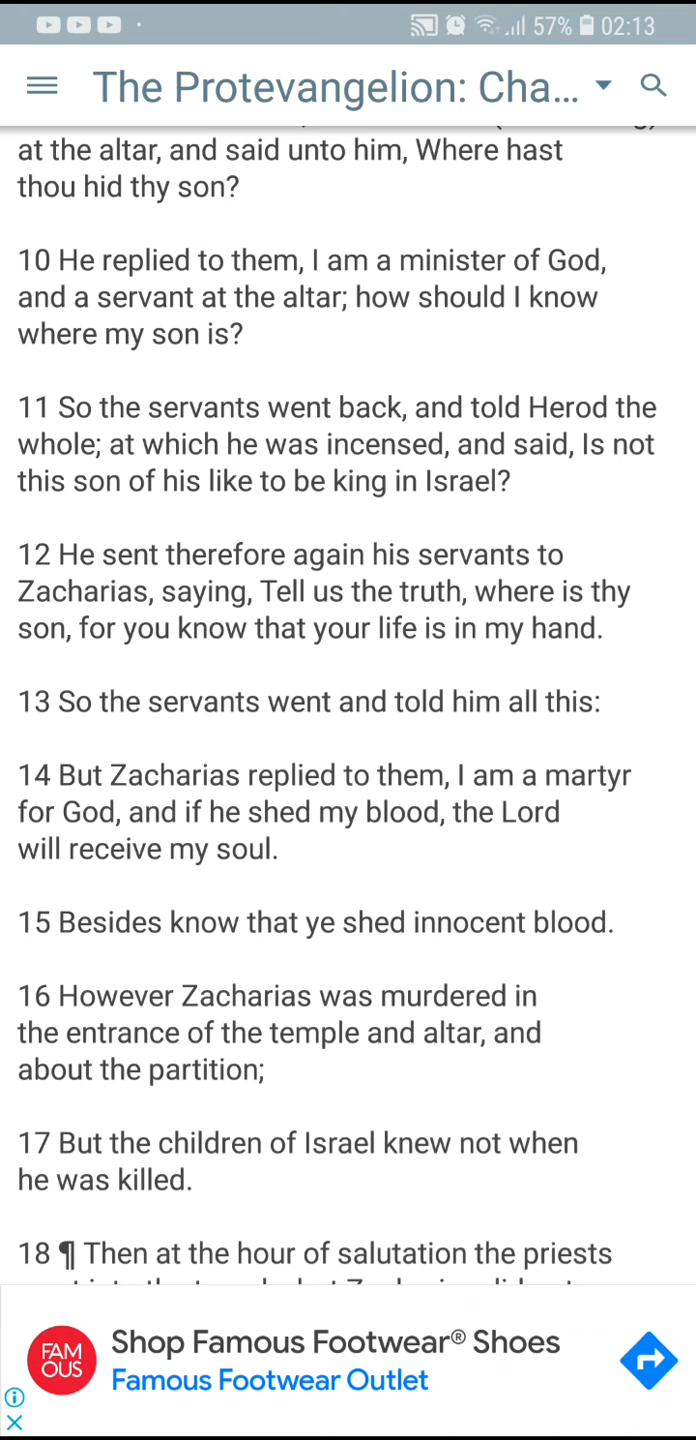 57% 02:13
The Protevangelion: Cha...
at the altar, and said unto him, Where hast
thou hid thy son?
10 He replied to them, I am a minister of God,
and a servant at the altar; how should I know
where my son is?
11 So the servants went back, and told Herod the
whole; at which he was incensed, and said, Is not
this son of his like to be king in Israel?
12 He sent therefore again his servants to
Zacharias, saying, Tell us the truth, where is thy
son, for you know that your life is in my hand.
13 So the servants went and told him all this:
14 But Zacharias replied to them, I am a martyr
for God, and if he shed my blood, the Lord
will receive my soul.
15 Besides know that ye shed innocent blood.
16 However Zacharias was murdered in
the entrance of the temple and altar, and
about the partition;
17 But the children of Israel knew not when
he was killed.
18 ¶ Then at the hour of salutation the priests
FAM
OUS
Shop Famous Footwear® Shoes
Famous Footwear Outlet